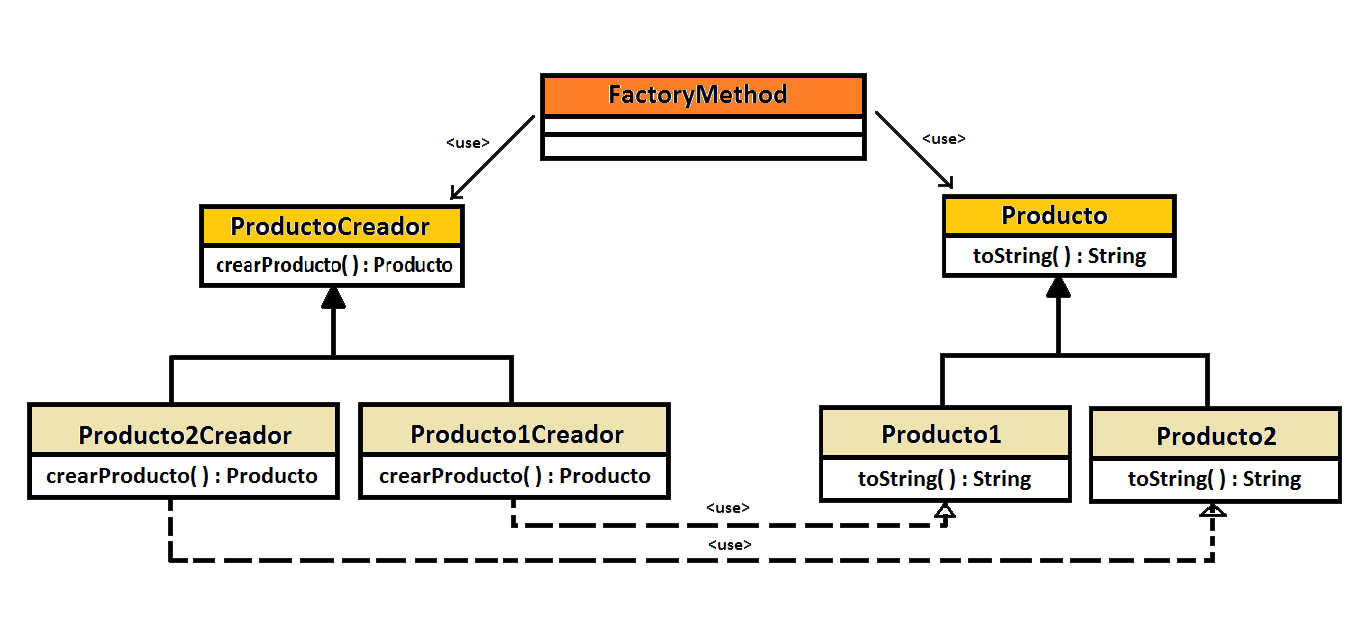 FactoryMethod
<use>
<use>
ProductoCreador
crearProducto( ) : Producto
Producto
toString( ) : String
Producto2Creador
crearProducto( ) : Producto
Producto1Creador
crearProducto( ) : Producto
Producto1
toString( ) : String
Producto2
toString( ) : String
<use>
<use>